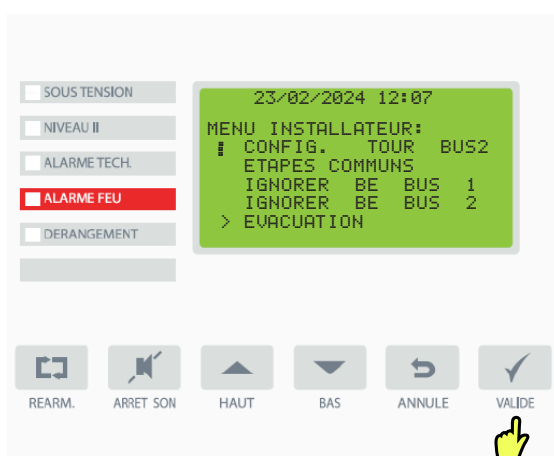 SOUS TENSION
NIVEAU II
ALARME TECH.
ALARME FEU
DERANGEMENT
23/02/2024 12:07
MENU INSTALLATEUR:
CONFIG. TOUR BUS2
ETAPES COMMUNS
IGNORER BE BUS 1
IGNORER BE BUS 2
> EVACUATION
REARM. ARRET SON HAUT BAS ANNULE VALIDE